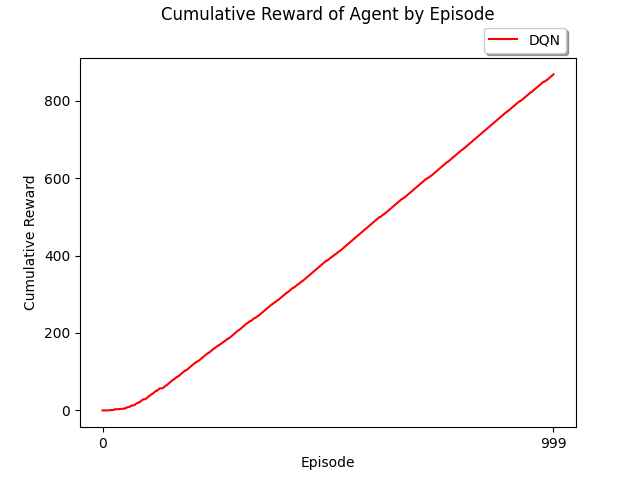 Cumulative Reward of Agent by Episode
DQN
800
600
400
200
0
Cumulative Reward
0
999
Episode